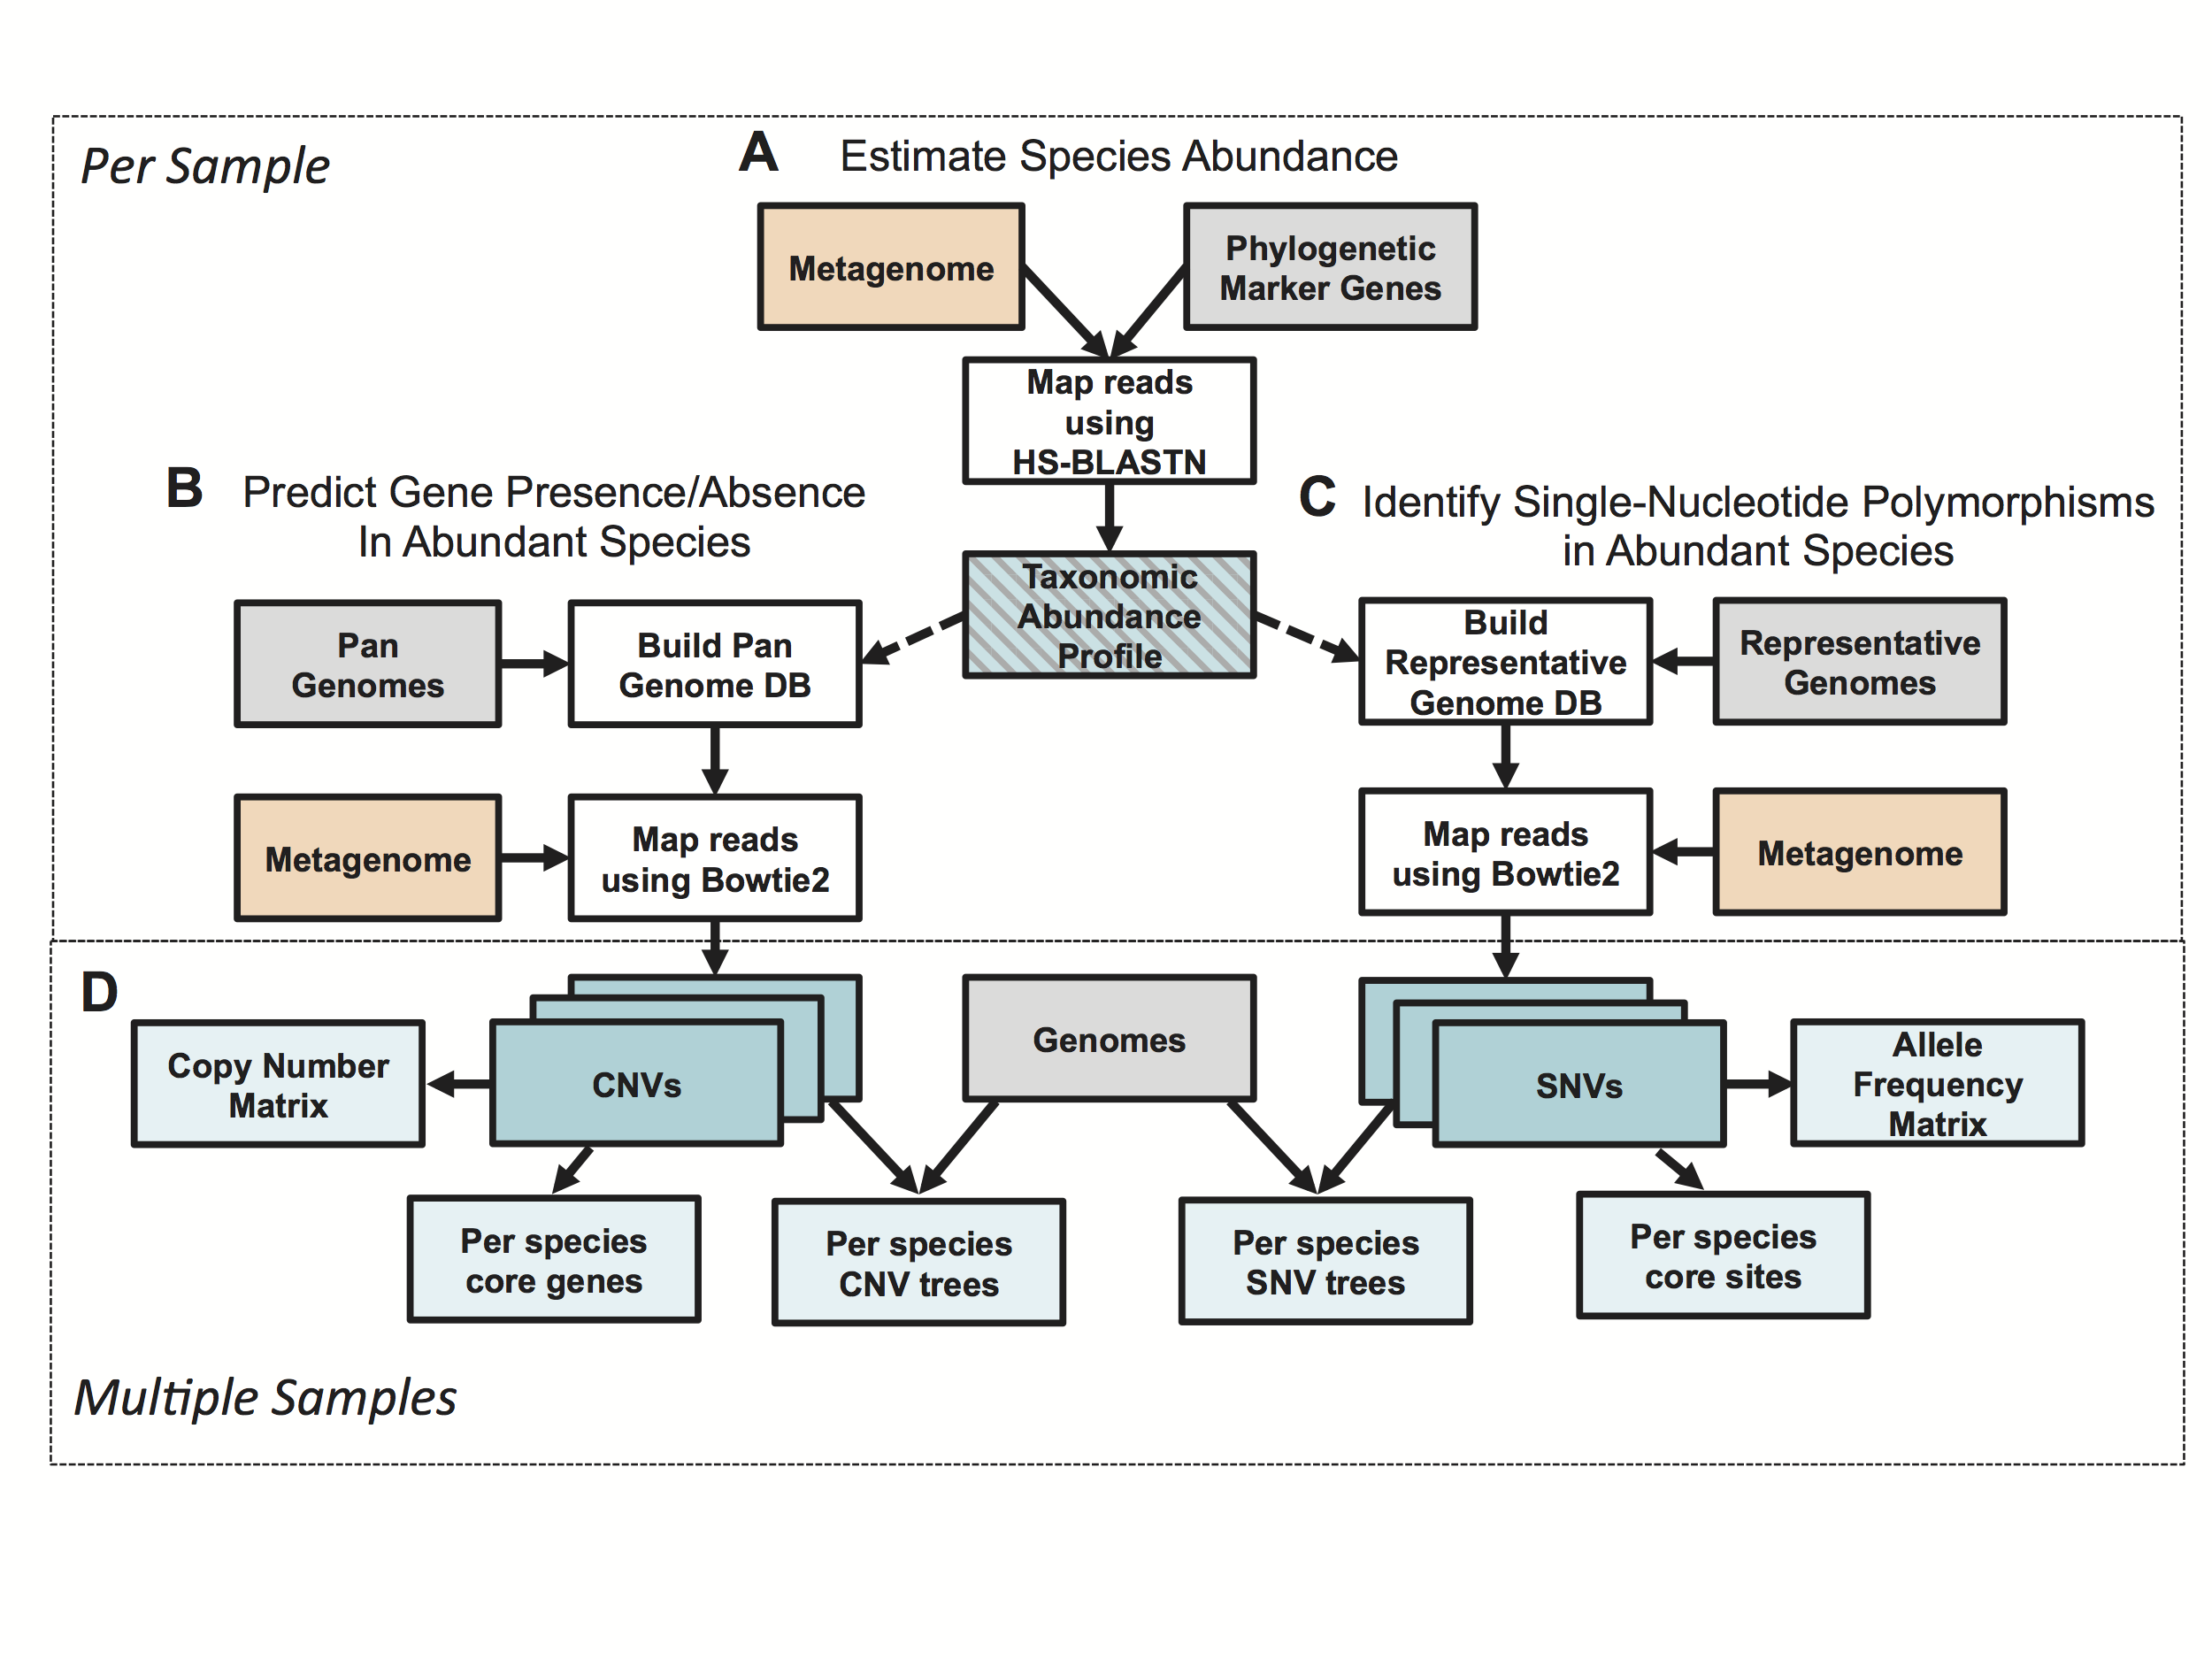 Per Sample
A Estimate Species Abundance
Metagenome
Phylogenetic
Marker Genes
Map reads
using
HS-BLASTN
B Predict Gene Presence/Absence
In Abundant Species
C Identify Single-Nucleotide Polymorphisms
in Abundant Species
Taxonomic
Abundance
Profile
Pan
Genomes
Build Pan
Genome DB
Build
Representative
Genome DB
Representative
Genomes
Metagenome
Map reads
using Bowtie2
Map reads
using Bowtie2
Metagenome
D
Copy Number
Matrix
CNVs
Genomes
SNVs
Allele
Frequency
Matrix
Per species
core genes
Per species
CNV trees
Per species
SNV trees
Per species
core sites
Multiple Samples